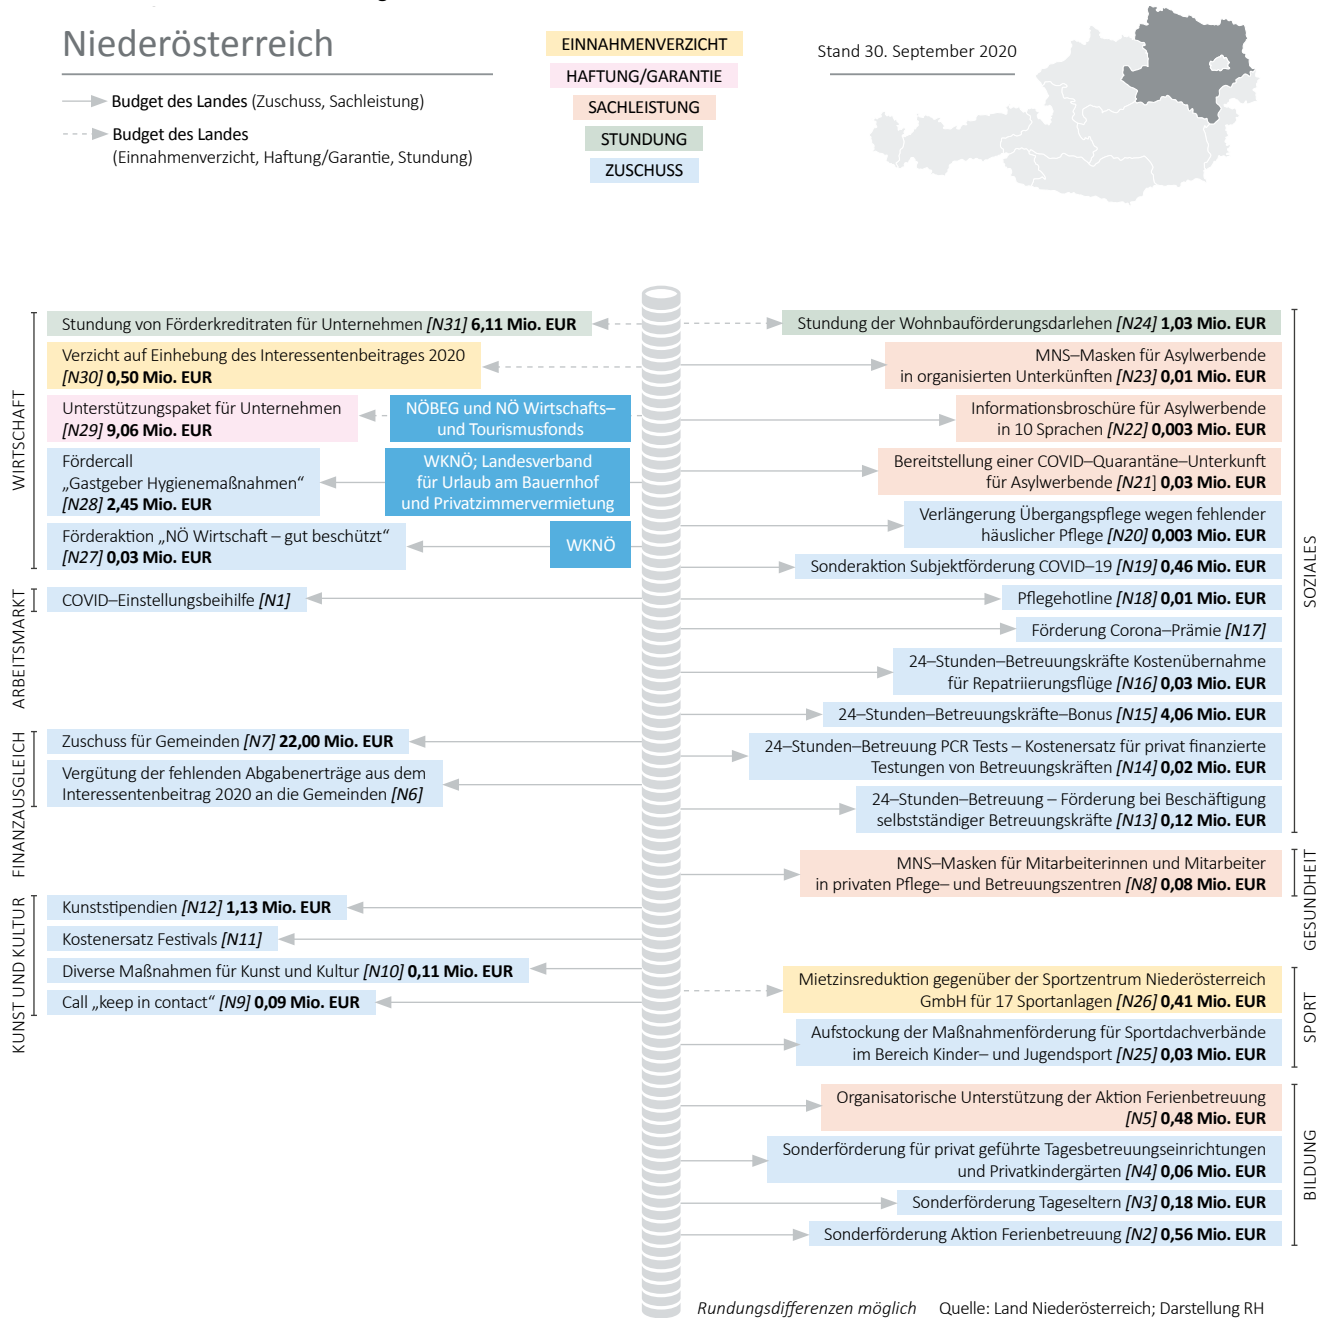 Niederösterreich
Budget des Landes (Zuschuss, Sachleistung)
Budget des Landes
(Einnahmenverzicht, Haftung/Garantie, Stundung)
EINNAHMENVERZICHT
HAFTUNG/GARANTIE
SACHLEISTUNG
STUNDUNG
ZUSCHUSS
Stand 30. September 2020
WIRTSCHAFT
Stundung von Förderkreditraten für Unternehmen [N31] 6,11 Mio. EUR
Verzicht auf Einhebung des Interessentenbeitrages 2020
[N30] 0,50 Mio. EUR
Unterstützungspaket für Unternehmen
[N29] 9,06 Mio. EUR
NÖBEG und NÖ Wirtschafts–
und Tourismusfonds
Fördercall
„Gastgeber Hygienemaßnahmen“
[N28] 2,45 Mio. EUR
WKNÖ; Landesverband
für Urlaub am Bauernhof
und Privatzimmervermietung
Förderaktion „NÖ Wirtschaft – gut beschützt“
[N27] 0,03 Mio. EUR
WKNÖ
ARBEITSMARKT
COVID–Einstellungsbeihilfe [N1]
FINANZAUSGLEICH
Zuschuss für Gemeinden [N7] 22,00 Mio. EUR
Vergütung der fehlenden Abgabenerträge aus dem
Interessentenbeitrag 2020 an die Gemeinden [N6]
KUNST UND KULTUR
Kunststipendien [N12] 1,13 Mio. EUR
Kostenersatz Festivals [N11]
Diverse Maßnahmen für Kunst und Kultur [N10] 0,11 Mio. EUR
Call „keep in contact“ [N9] 0,09 Mio. EUR
SOZIALES
Stundung der Wohnbauförderungsdarlehen [N24] 1,03 Mio. EUR
MNS–Masken für Asylwerbende
in organisierten Unterkünften [N23] 0,01 Mio. EUR
Informationsbroschüre für Asylwerbende
in 10 Sprachen [N22] 0,003 Mio. EUR
Bereitstellung einer COVID–Quarantäne–Unterkunft
für Asylwerbende [N21] 0,03 Mio. EUR
Verlängerung Übergangspflege wegen fehlender
häuslicher Pflege [N20] 0,003 Mio. EUR
Sonderaktion Subjektförderung COVID–19 [N19] 0,46 Mio. EUR
Pflegehotline [N18] 0,01 Mio. EUR
Förderung Corona–Prämie [N17]
24–Stunden–Betreuungskräfte Kostenübernahme
für Repatriierungsflüge [N16] 0,03 Mio. EUR
24–Stunden–Betreuungskräfte–Bonus [N15] 4,06 Mio. EUR
24–Stunden–Betreuung PCR Tests – Kostenersatz für privat finanzierte
Testungen von Betreuungskräften [N14] 0,02 Mio. EUR
24–Stunden–Betreuung – Förderung bei Beschäftigung
selbstständiger Betreuungskräfte [N13] 0,12 Mio. EUR
GESUNDHEIT
MNS–Masken für Mitarbeiterinnen und Mitarbeiter
in privaten Pflege– und Betreuungszentren [N8] 0,08 Mio. EUR
SPORT
Mietzinsreduktion gegenüber der Sportzentrum Niederösterreich
GmbH für 17 Sportanlagen [N26] 0,41 Mio. EUR
Aufstockung der Maßnahmenförderung für Sportdachverbände
im Bereich Kinder– und Jugendsport [N25] 0,03 Mio. EUR
BILDUNG
Organisatorische Unterstützung der Aktion Ferienbetreuung
[N5] 0,48 Mio. EUR
Sonderförderung für privat geführte Tagesbetreuungseinrichtungen
und Privatkindergärten [N4] 0,06 Mio. EUR
Sonderförderung Tageseltern [N3] 0,18 Mio. EUR
Sonderförderung Aktion Ferienbetreuung [N2] 0,56 Mio. EUR
Rundungsdifferenzen möglich Quelle: Land Niederösterreich; Darstellung RH